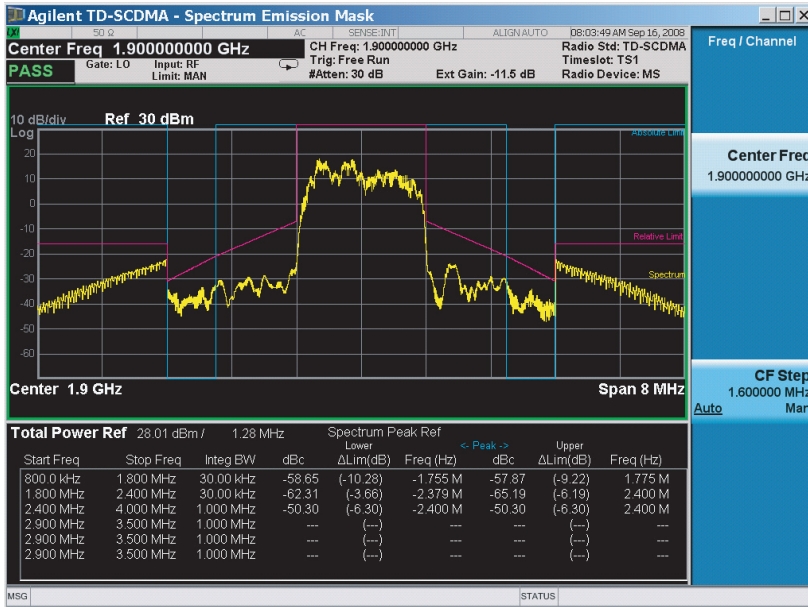 Agilent TD-SCDMA - Spectrum Emission Mask
LXI 50 Ω AC SENSE:INT ALIGN AUTO 08:03:49 AM Sep 16, 2008
Center Freq 1.900000000 GHz
CH Freq: 1.900000000 GHz
Radio Std: TD-SCDMA
Trig: Free Run
Timeslot: TS1
PASS
Gate: LO Input: RF
Limit: MAN
#Atten: 30 dB Ext Gain: -11.5 dB Radio Device: MS
Freq / Channel
Center Freq
1.900000000 GHz
CF Step
1.600000 MHz
Auto Man
10 dB/div Ref 30 dBm
Log
Absolute Limit
20
10
0
-10
Relative Limit
-20
Spectrum
-30
-40
-50
-60
Center 1.9 GHz Span 8 MHz
Total Power Ref 28.01 dBm / 1.28 MHz Spectrum Peak Ref
Lower <- Peak -> Upper
Start Freq Stop Freq Integ BW dBc ΔLim(dB) Freq (Hz) dBc ΔLim(dB) Freq (Hz)
800.0 kHz 1.800 MHz 30.00 kHz -58.65 (-10.28) -1.755 M -57.87 (-9.22) 1.775 M
1.800 MHz 2.400 MHz 30.00 kHz -62.31 (-3.66) -2.379 M -65.19 (-6.19) 2.400 M
2.400 MHz 4.000 MHz 1.000 MHz -50.30 (-6.30) -2.400 M -50.30 (-6.30) 2.400 M
2.900 MHz 3.500 MHz 1.000 MHz --- (---) --- --- (---) ---
2.900 MHz 3.500 MHz 1.000 MHz --- (---) --- --- (---) ---
2.900 MHz 3.500 MHz 1.000 MHz --- (---) --- --- (---) ---
MSG STATUS